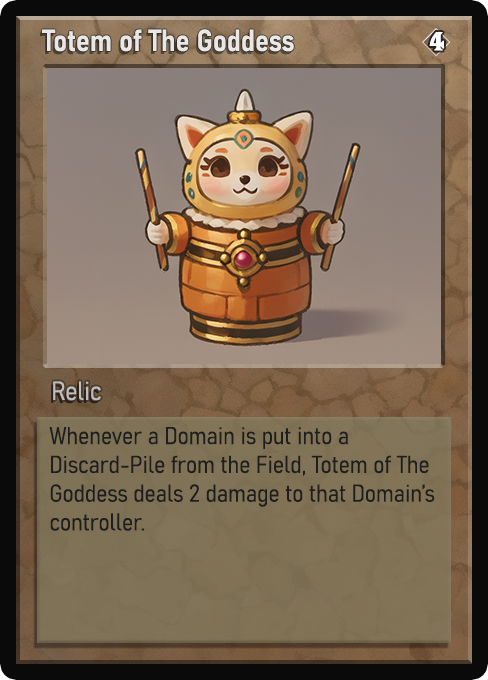 Totem of The Goddess
4
Relic
Whenever a Domain is put into a
Discard-Pile from the Field, Totem of The
Goddess deals 2 damage to that Domain's
controller.